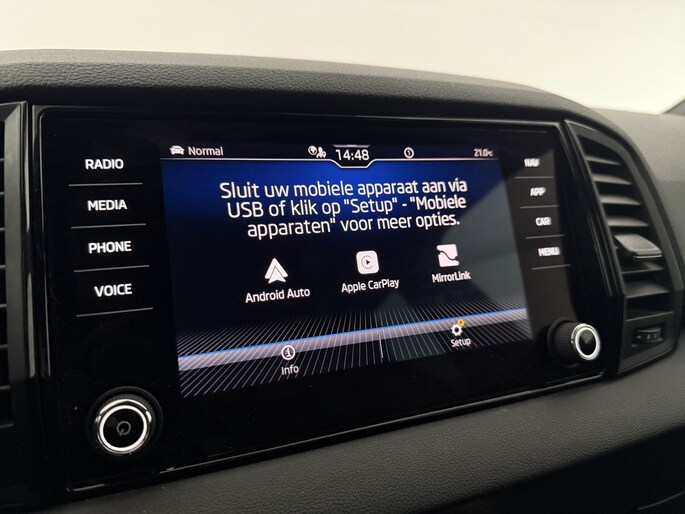 RADIO
MEDIA
PHONE
VOICE
Normal
14:48
21.0°C
Sluit uw mobiele apparaat aan via
USB of klik op "Setup" - "Mobiele
apparaten" voor meer opties.
Android Auto
Apple CarPlay
MirrorLink
Info
Setup
NAV
APP
CAR
MENU